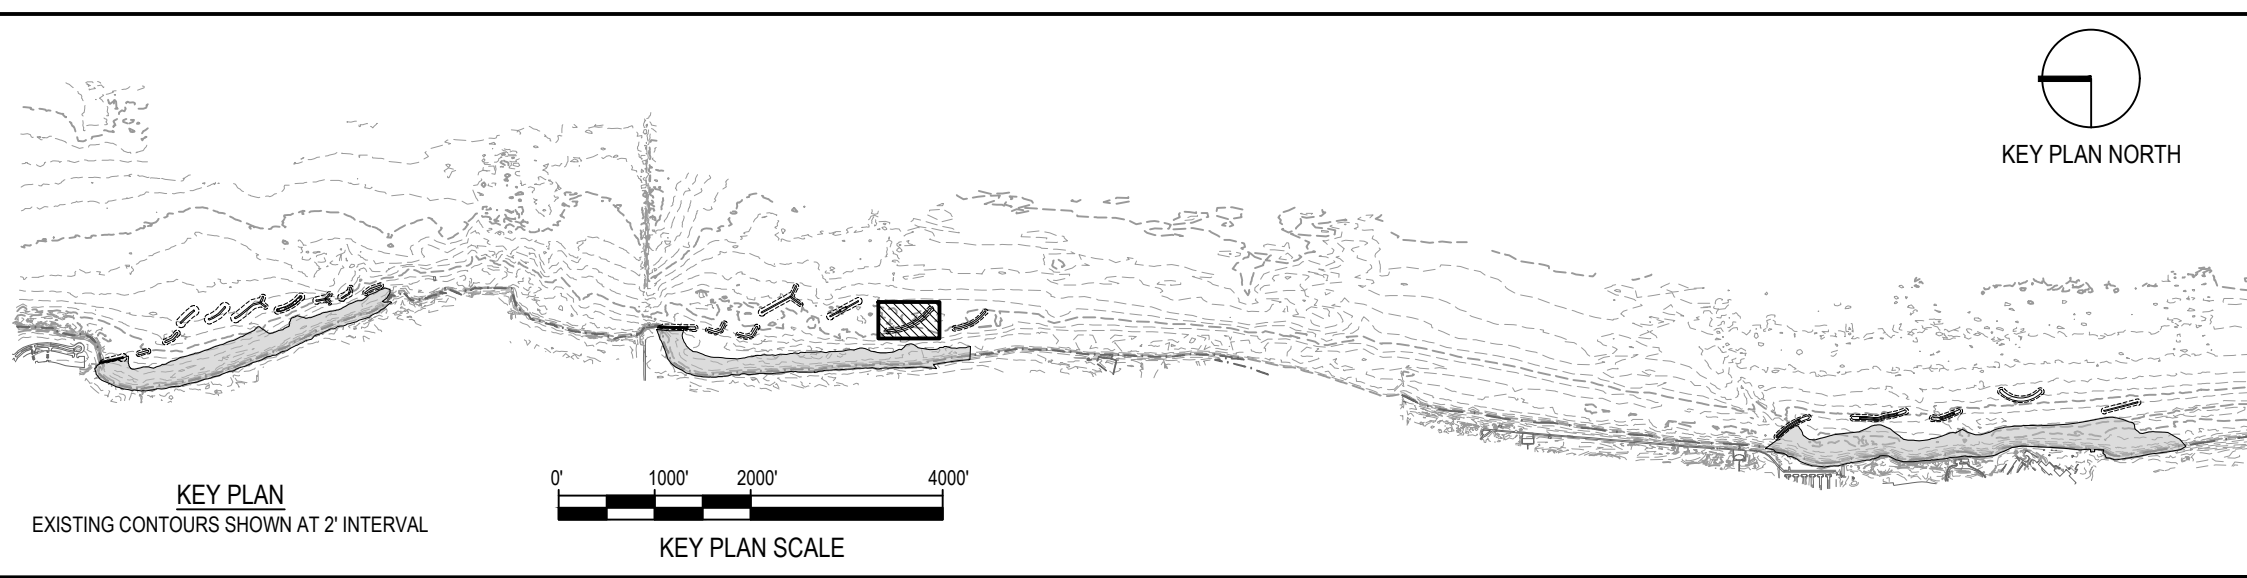 KEY PLAN NORTH
KEY PLAN
EXISTING CONTOURS SHOWN AT 2' INTERVAL
0' 1000' 2000' 4000'
KEY PLAN SCALE